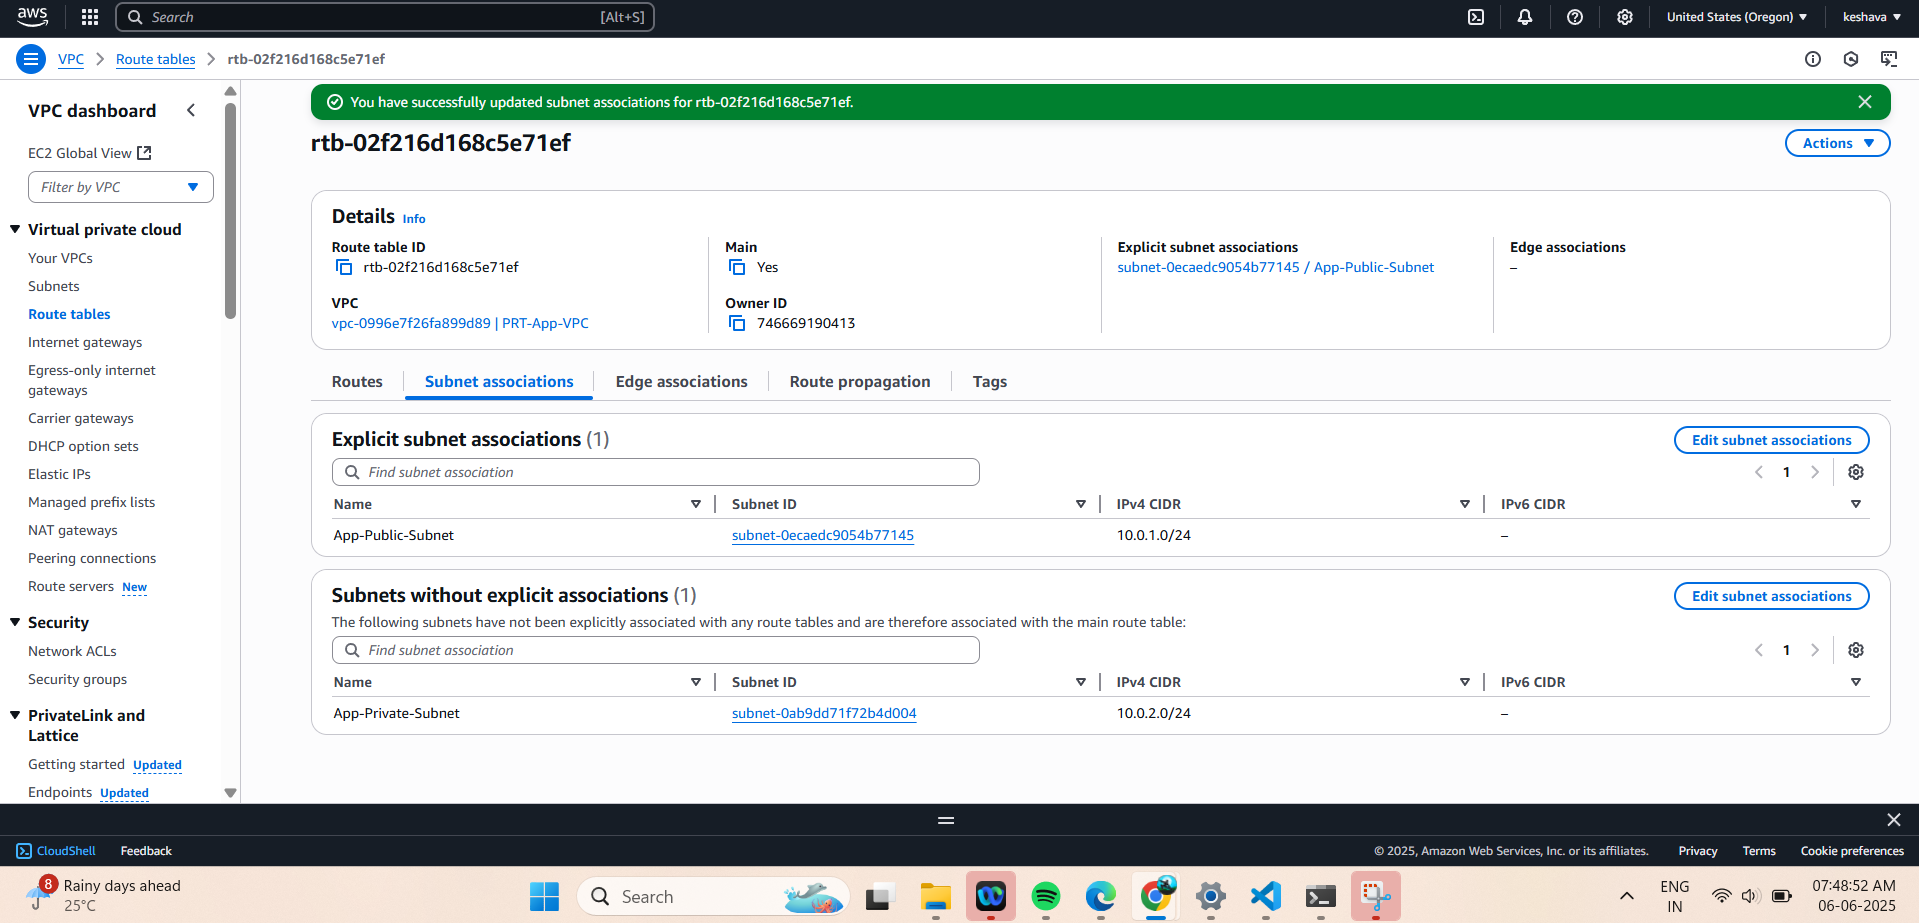 aws
Search
[Alt+S]
United States (Oregon)
keshava
VPC
Route tables
rtb-02f216d168c5e71ef
VPC dashboard
EC2 Global View
Filter by VPC
Virtual private cloud
Your VPCs
Subnets
Route tables
Internet gateways
Egress-only internet
gateways
Carrier gateways
DHCP option sets
Elastic IPs
Managed prefix lists
NAT gateways
Peering connections
Route servers New
Security
Network ACLs
Security groups
PrivateLink and
Lattice
Getting started Updated
Endpoints Updated
You have successfully updated subnet associations for rtb-02f216d168c5e71ef.
rtb-02f216d168c5e71ef
Actions
Details Info
Route table ID
rtb-02f216d168c5e71ef
Main
Yes
Explicit subnet associations
subnet-0ecaedc9054b77145 / App-Public-Subnet
Edge associations
–
VPC
vpc-0996e7f26fa899d89 | PRT-App-VPC
Owner ID
746669190413
Routes
Subnet associations
Edge associations
Route propagation
Tags
Explicit subnet associations (1)
Edit subnet associations
Find subnet association
1
Name
Subnet ID
IPv4 CIDR
IPv6 CIDR
App-Public-Subnet
subnet-0ecaedc9054b77145
10.0.1.0/24
–
Subnets without explicit associations (1)
Edit subnet associations
The following subnets have not been explicitly associated with any route tables and are therefore associated with the main route table:
Find subnet association
1
Name
Subnet ID
IPv4 CIDR
IPv6 CIDR
App-Private-Subnet
subnet-0ab9dd71f72b4d004
10.0.2.0/24
–
CloudShell
Feedback
© 2025, Amazon Web Services, Inc. or its affiliates.
Privacy
Terms
Cookie preferences
8
Rainy days ahead
25°C
Search
ENG
IN
07:48:52 AM
06-06-2025